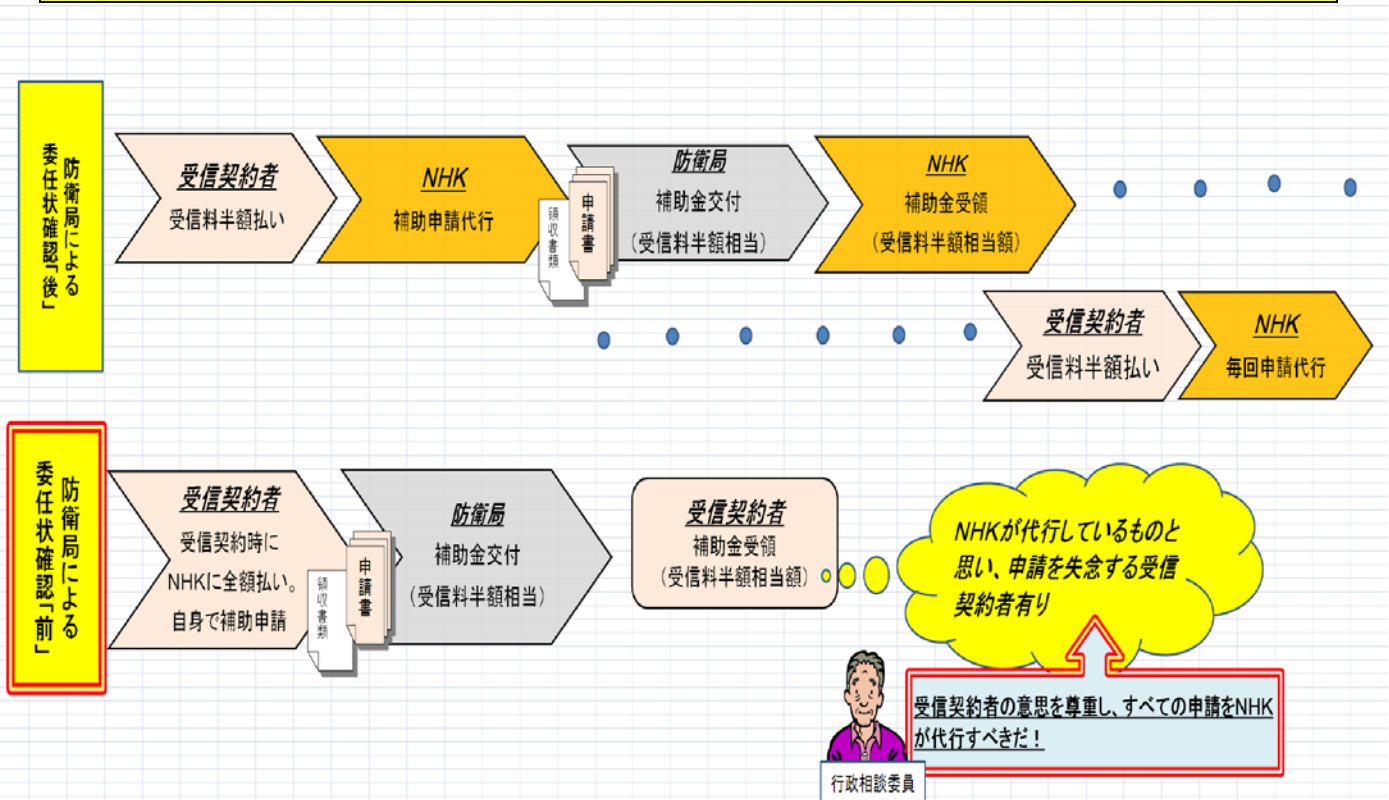 防衛局による
委任状確認「後」
受信契約者
受信料半額払い
NHK
補助申請代行
領収書類
申請書
防衛局
補助金交付
(受信料半額相当)
NHK
補助金受領
(受信料半額相当額)
受信契約者
受信料半額払い
NHK
毎回申請代行
防衛局による
委任状確認「前」
受信契約者
受信契約時に
NHKに全額払い。
自身で補助申請
領収書類
申請書
防衛局
補助金交付
(受信料半額相当)
受信契約者
補助金受領
(受信料半額相当額)
NHKが代行しているものと
思い、申請を失念する受信
契約者有り
受信契約者の意思を尊重し、すべての申請をNHK
が代行すべきだ！
行政相談委員